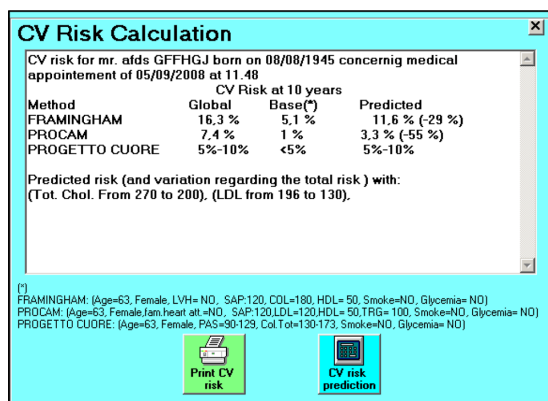 CV Risk Calculation
CV risk for mr. afds GFFHGJ born on 08/08/1945 concernig medical
appointement of 05/09/2008 at 11.48
CV Risk at 10 years
Method Global Base(*) Predicted
FRAMINGHAM 16,3 % 5,1 % 11,6 % (-29 %)
PROCAM 7,4 % 1 % 3,3 % (-55 %)
PROGETTO CUORE 5%-10% <5% 5%-10%
Predicted risk (and variation regarding the total risk ) with:
(Tot. Chol. From 270 to 200), (LDL from 196 to 130),
(*)
FRAMINGHAM: (Age=63, Female, LVH= NO, SAP:120, COL=180, HDL= 50, Smoke=NO, Glycemia= NO)
PROCAM: (Age=63, Female,fam.heart att.=NO, SAP:120,LDL=120,HDL= 50,TRG= 100, Smoke=NO, Glycemia= NO)
PROGETTO CUORE: (Age=63, Female, PAS=90-129, Col.Tot=130-173, Smoke=NO, Glycemia= NO)
Print CV
risk
CV risk
prediction